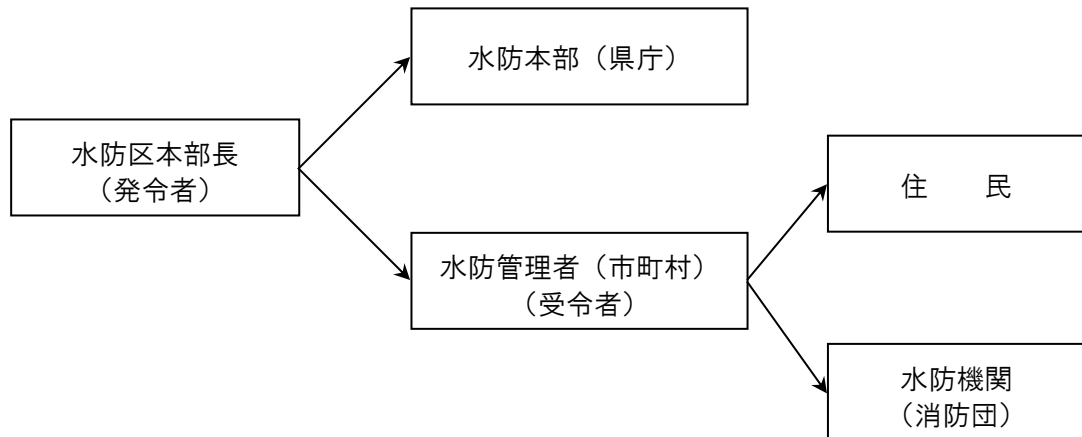 水防本部（県庁）
水防区本部長
（発令者）
住　　民
水防管理者（市町村）
（受令者）
水防機関
（消防団）